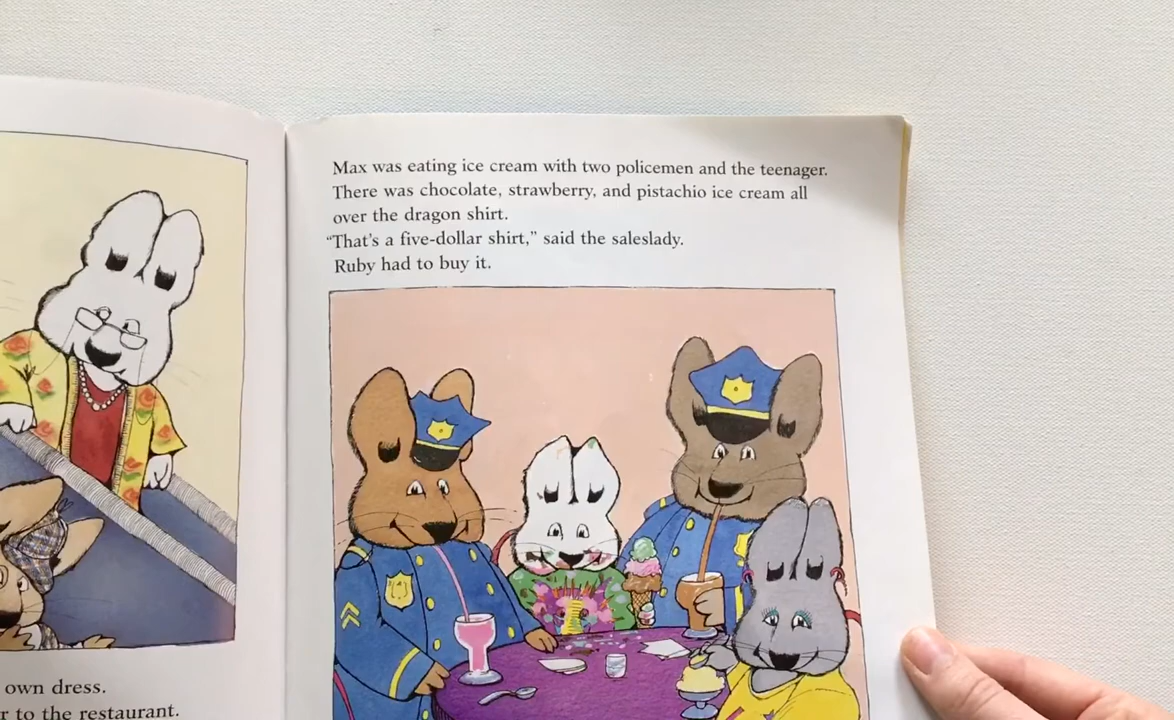 own dress.
r to the restaurant.
Max was eating ice cream with two policemen and the teenager.
There was chocolate, strawberry, and pistachio ice cream all
over the dragon shirt.
“That’s a five-dollar shirt,” said the saleslady.
Ruby had to buy it.